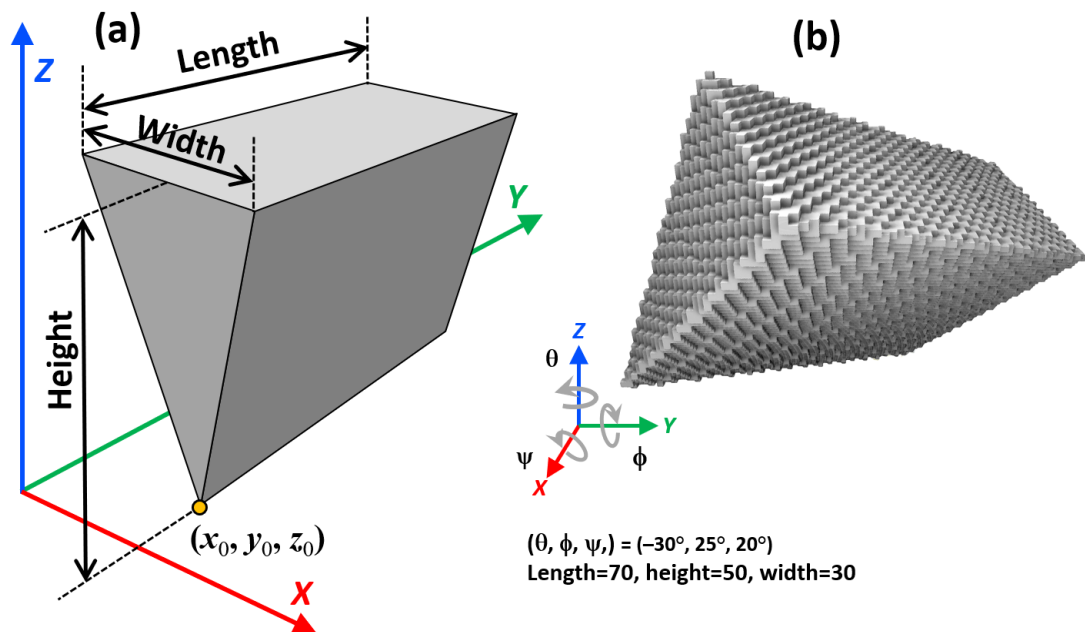 (a)
Z
Length
Width
Y
Height
(x0, y0, z0)
X
(b)
Z
θ
Y
ψ
ϕ
X
(θ, ϕ, ψ,) = (–30°, 25°, 20°)
Length=70, height=50, width=30